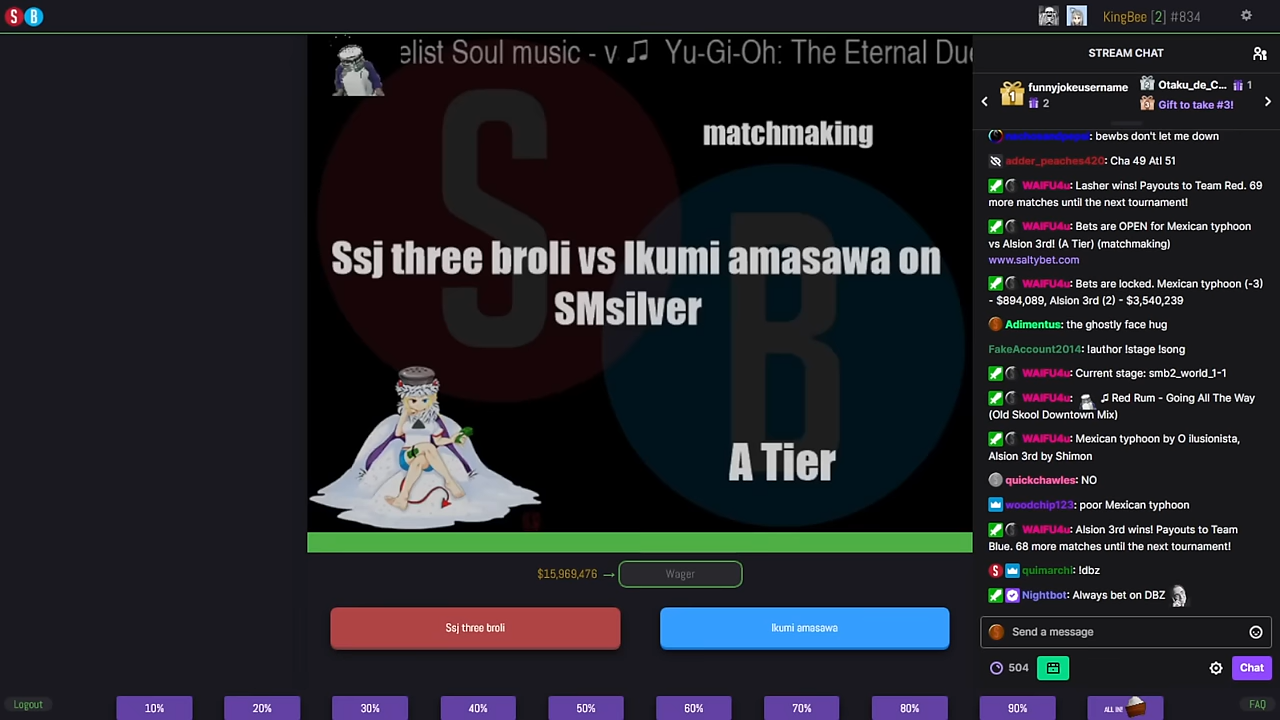 S B
KingBee [2] #834
elist Soul music - v ♫ Yu-Gi-Oh: The Eternal Due
matchmaking
Ssj three broli vs Ikumi amasawa on
SMsilver
A Tier
$15,969,476 → Wager
Ssj three broli
Ikumi amasawa
Logout
10%
20%
30%
40%
50%
60%
70%
80%
90%
ALL IN!
FAQ
STREAM CHAT
1 funnyjokeusername
2
2 Otaku_de_C... 1
3 Gift to take #3!
: bewbs don't let me down
adder_peaches420: Cha 49 Atl 51
WAIFU4u: Lasher wins! Payouts to Team Red. 69
more matches until the next tournament!
WAIFU4u: Bets are OPEN for Mexican typhoon
vs Alsion 3rd! (A Tier) (matchmaking)
www.saltybet.com
WAIFU4u: Bets are locked. Mexican typhoon (-3)
- $894,089, Alsion 3rd (2) - $3,540,239
Adimentus: the ghostly face hug
FakeAccount2014: !author !stage !song
WAIFU4u: Current stage: smb2_world_1-1
WAIFU4u: ♫ Red Rum - Going All The Way
(Old Skool Downtown Mix)
WAIFU4u: Mexican typhoon by O ilusionista,
Alsion 3rd by Shimon
quickchawles: NO
woodchip123: poor Mexican typhoon
WAIFU4u: Alsion 3rd wins! Payouts to Team
Blue. 68 more matches until the next tournament!
S quimarchi: !dbz
Nightbot: Always bet on DBZ
Send a message
504
Chat